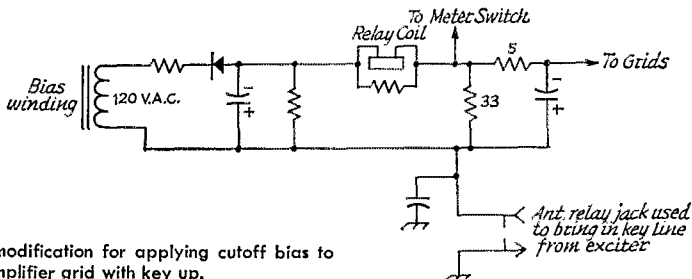 To Meter Switch
Relay Coil
5
To Grids
Bias
winding
120 V.A.C.
-
+
33
-
+
Ant. relay jack used
to bring in key line
from exciter
modification for applying cutoff bias to
mplifier grid with key up.